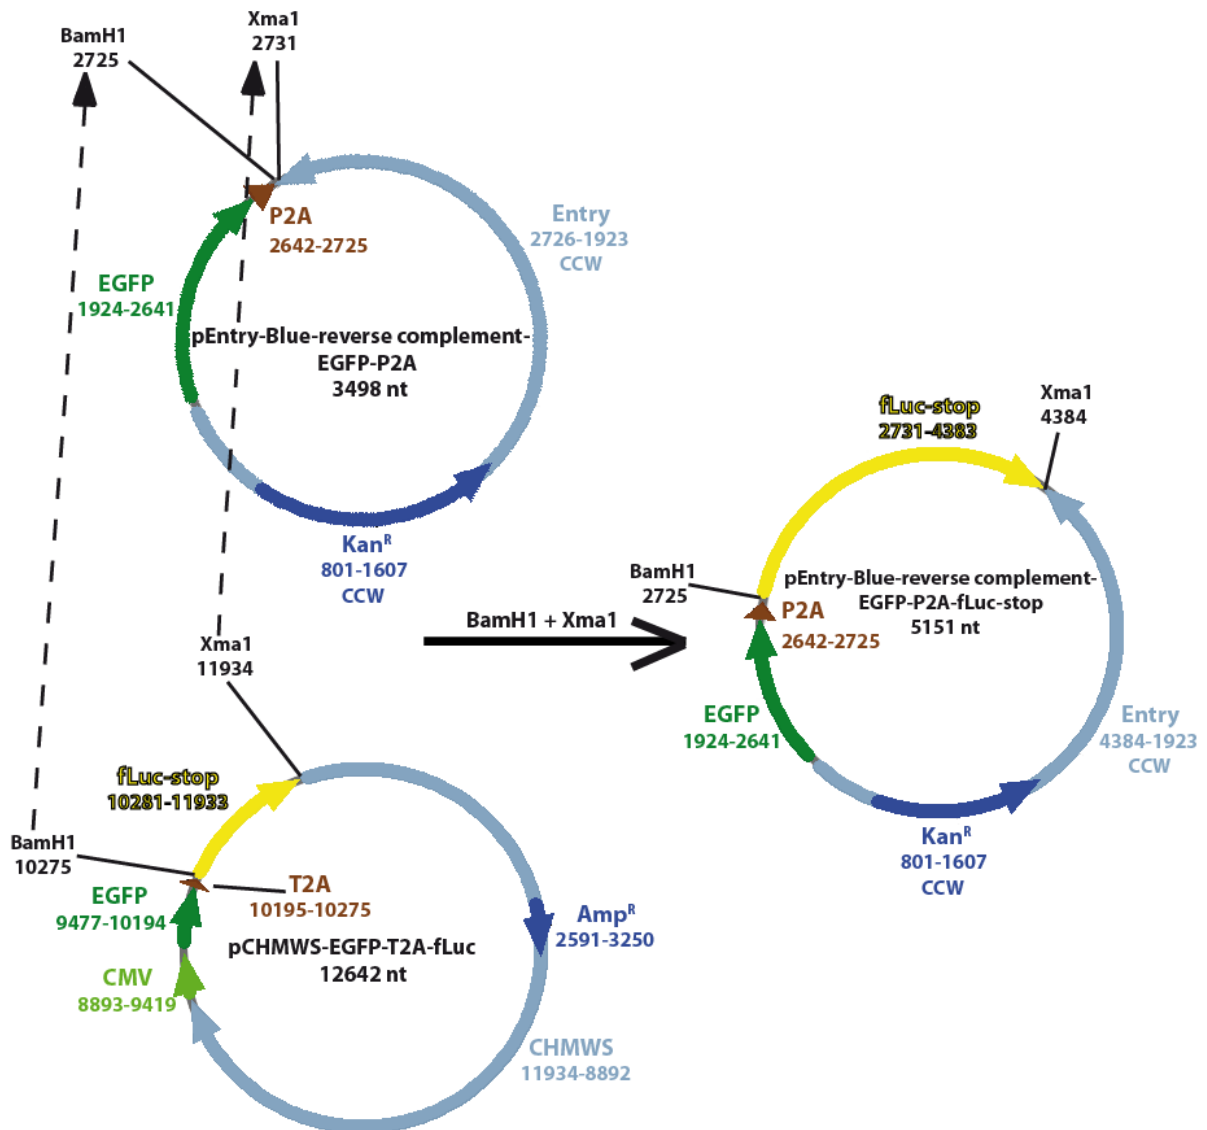 BamH1
2725
Xma1
2731
P2A
2642-2725
Entry
2726-1923
CCW
EGFP
1924-2641
pEntry-Blue-reverse complement-
EGFP-P2A
3498 nt
Kanᴿ
801-1607
CCW
Xma1
11934
BamH1 + Xma1
fLuc-stop
2731-4383
Xma1
4384
BamH1
2725
pEntry-Blue-reverse complement-
EGFP-P2A-fLuc-stop
5151 nt
P2A
2642-2725
EGFP
1924-2641
Entry
4384-1923
CCW
Kanᴿ
801-1607
CCW
fLuc-stop
10281-11933
BamH1
10275
T2A
10195-10275
EGFP
9477-10194
Ampᴿ
2591-3250
pCHMWS-EGFP-T2A-fLuc
12642 nt
CMV
8893-9419
CHMWS
11934-8892